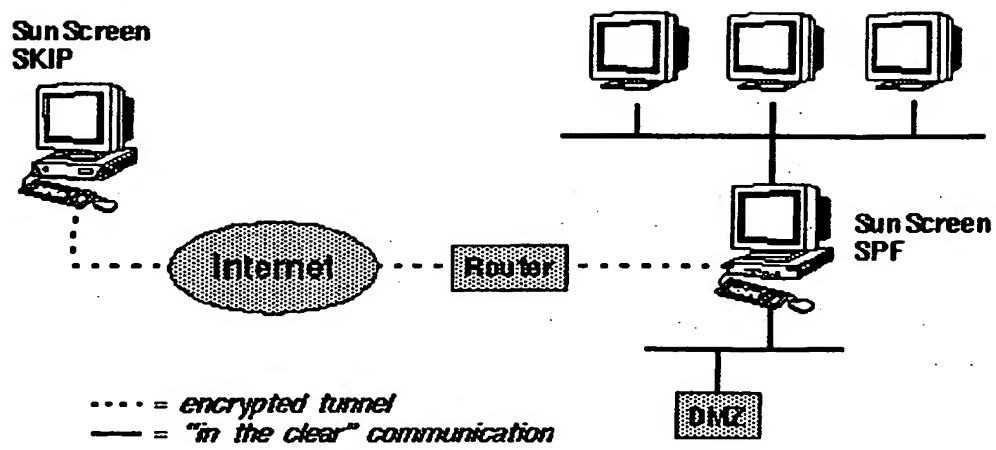 Sun Screen
SKIP
Internet
Router
Sun Screen
SPF
DMZ
= encrypted tunnel
= "in the clear" communication